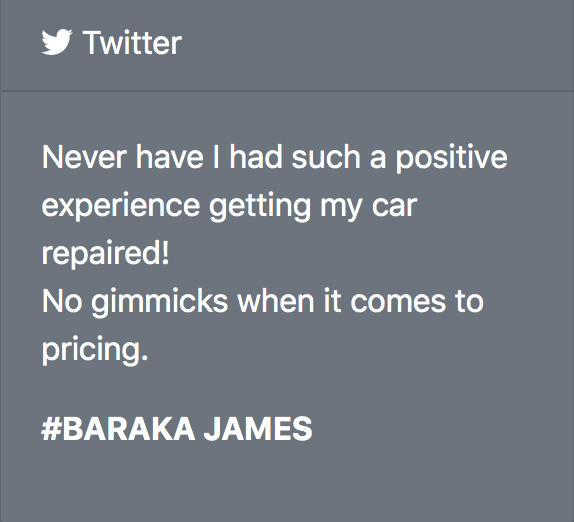 Twitter
Never have I had such a positive
experience getting my car
repaired!
No gimmicks when it comes to
pricing.
#BARAKA JAMES